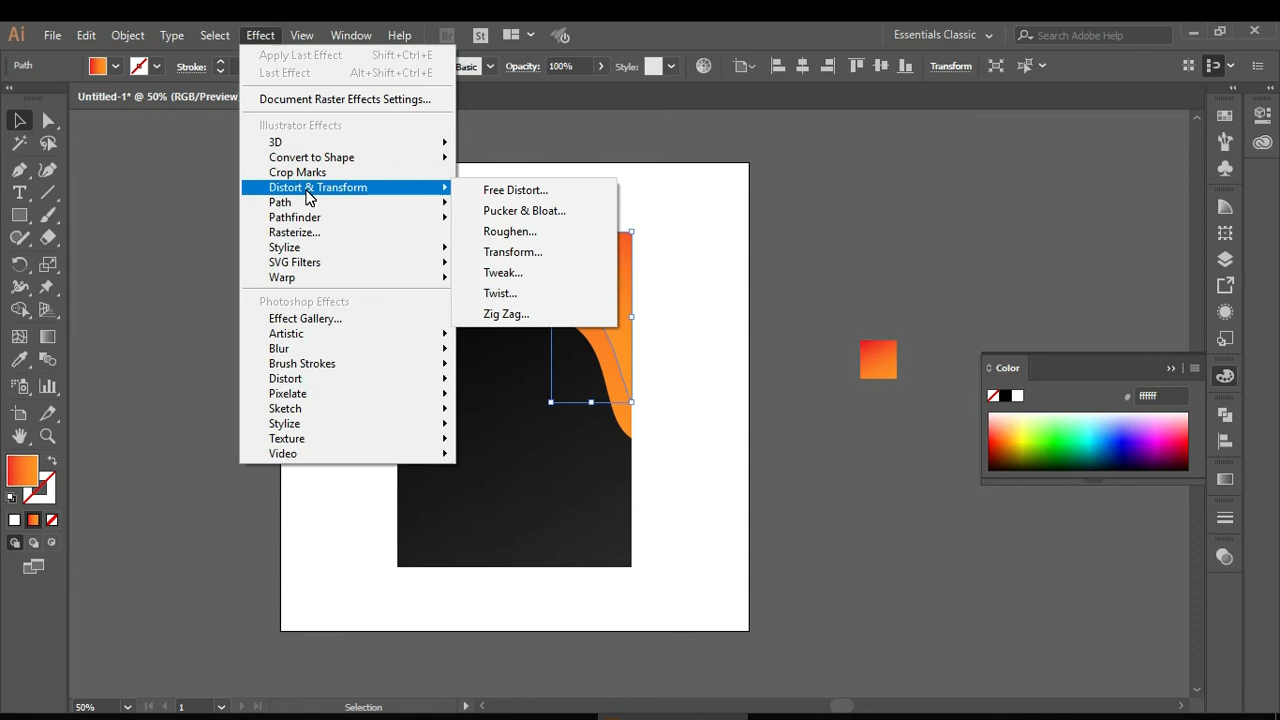 Ai File Edit Object Type Select Effect View Window Help Br St Essentials Classic Search Adobe Help
Path Stroke: Basic Opacity: 100% Style: Transform
Untitled-1* @ 50% (RGB/Preview
Apply Last Effect Shift+Ctrl+E
Last Effect Alt+Shift+Ctrl+E
Document Raster Effects Settings...
Illustrator Effects
3D
Convert to Shape
Crop Marks
Distort & Transform
Path
Pathfinder
Rasterize...
Stylize
SVG Filters
Warp
Photoshop Effects
Effect Gallery...
Artistic
Blur
Brush Strokes
Distort
Pixelate
Sketch
Stylize
Texture
Video
Free Distort...
Pucker & Bloat...
Roughen...
Transform...
Tweak...
Twist...
Zig Zag...
Color
# ffffff
50% 1 Selection